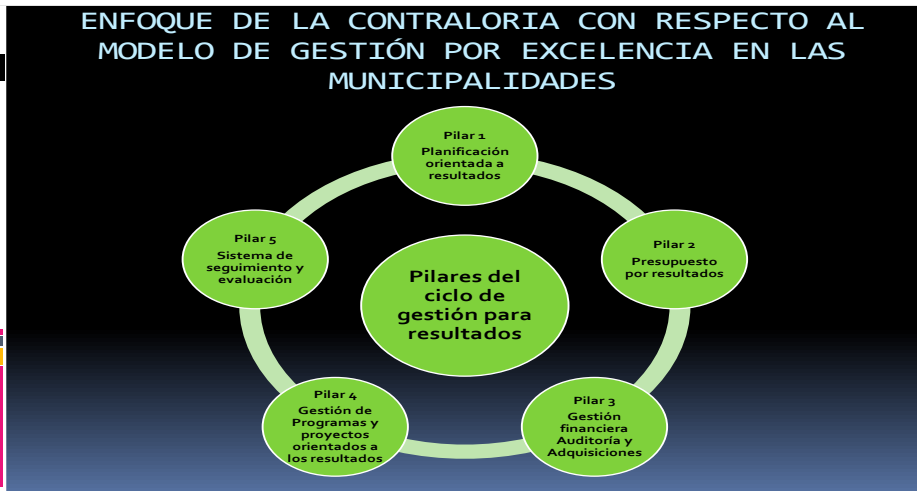 ENFOQUE DE LA CONTRALORIA CON RESPECTO AL
MODELO DE GESTIÓN POR EXCELENCIA EN LAS
MUNICIPALIDADES
Pilar 1
Planificación
orientada a
resultados
Pilar 2
Presupuesto
por resultados
Pilar 3
Gestión
financiera
Auditoría y
Adquisiciones
Pilar 4
Gestión de
Programas y
proyectos
orientados a
los resultados
Pilar 5
Sistema de
seguimiento y
evaluación
Pilares del
ciclo de
gestión para
resultados